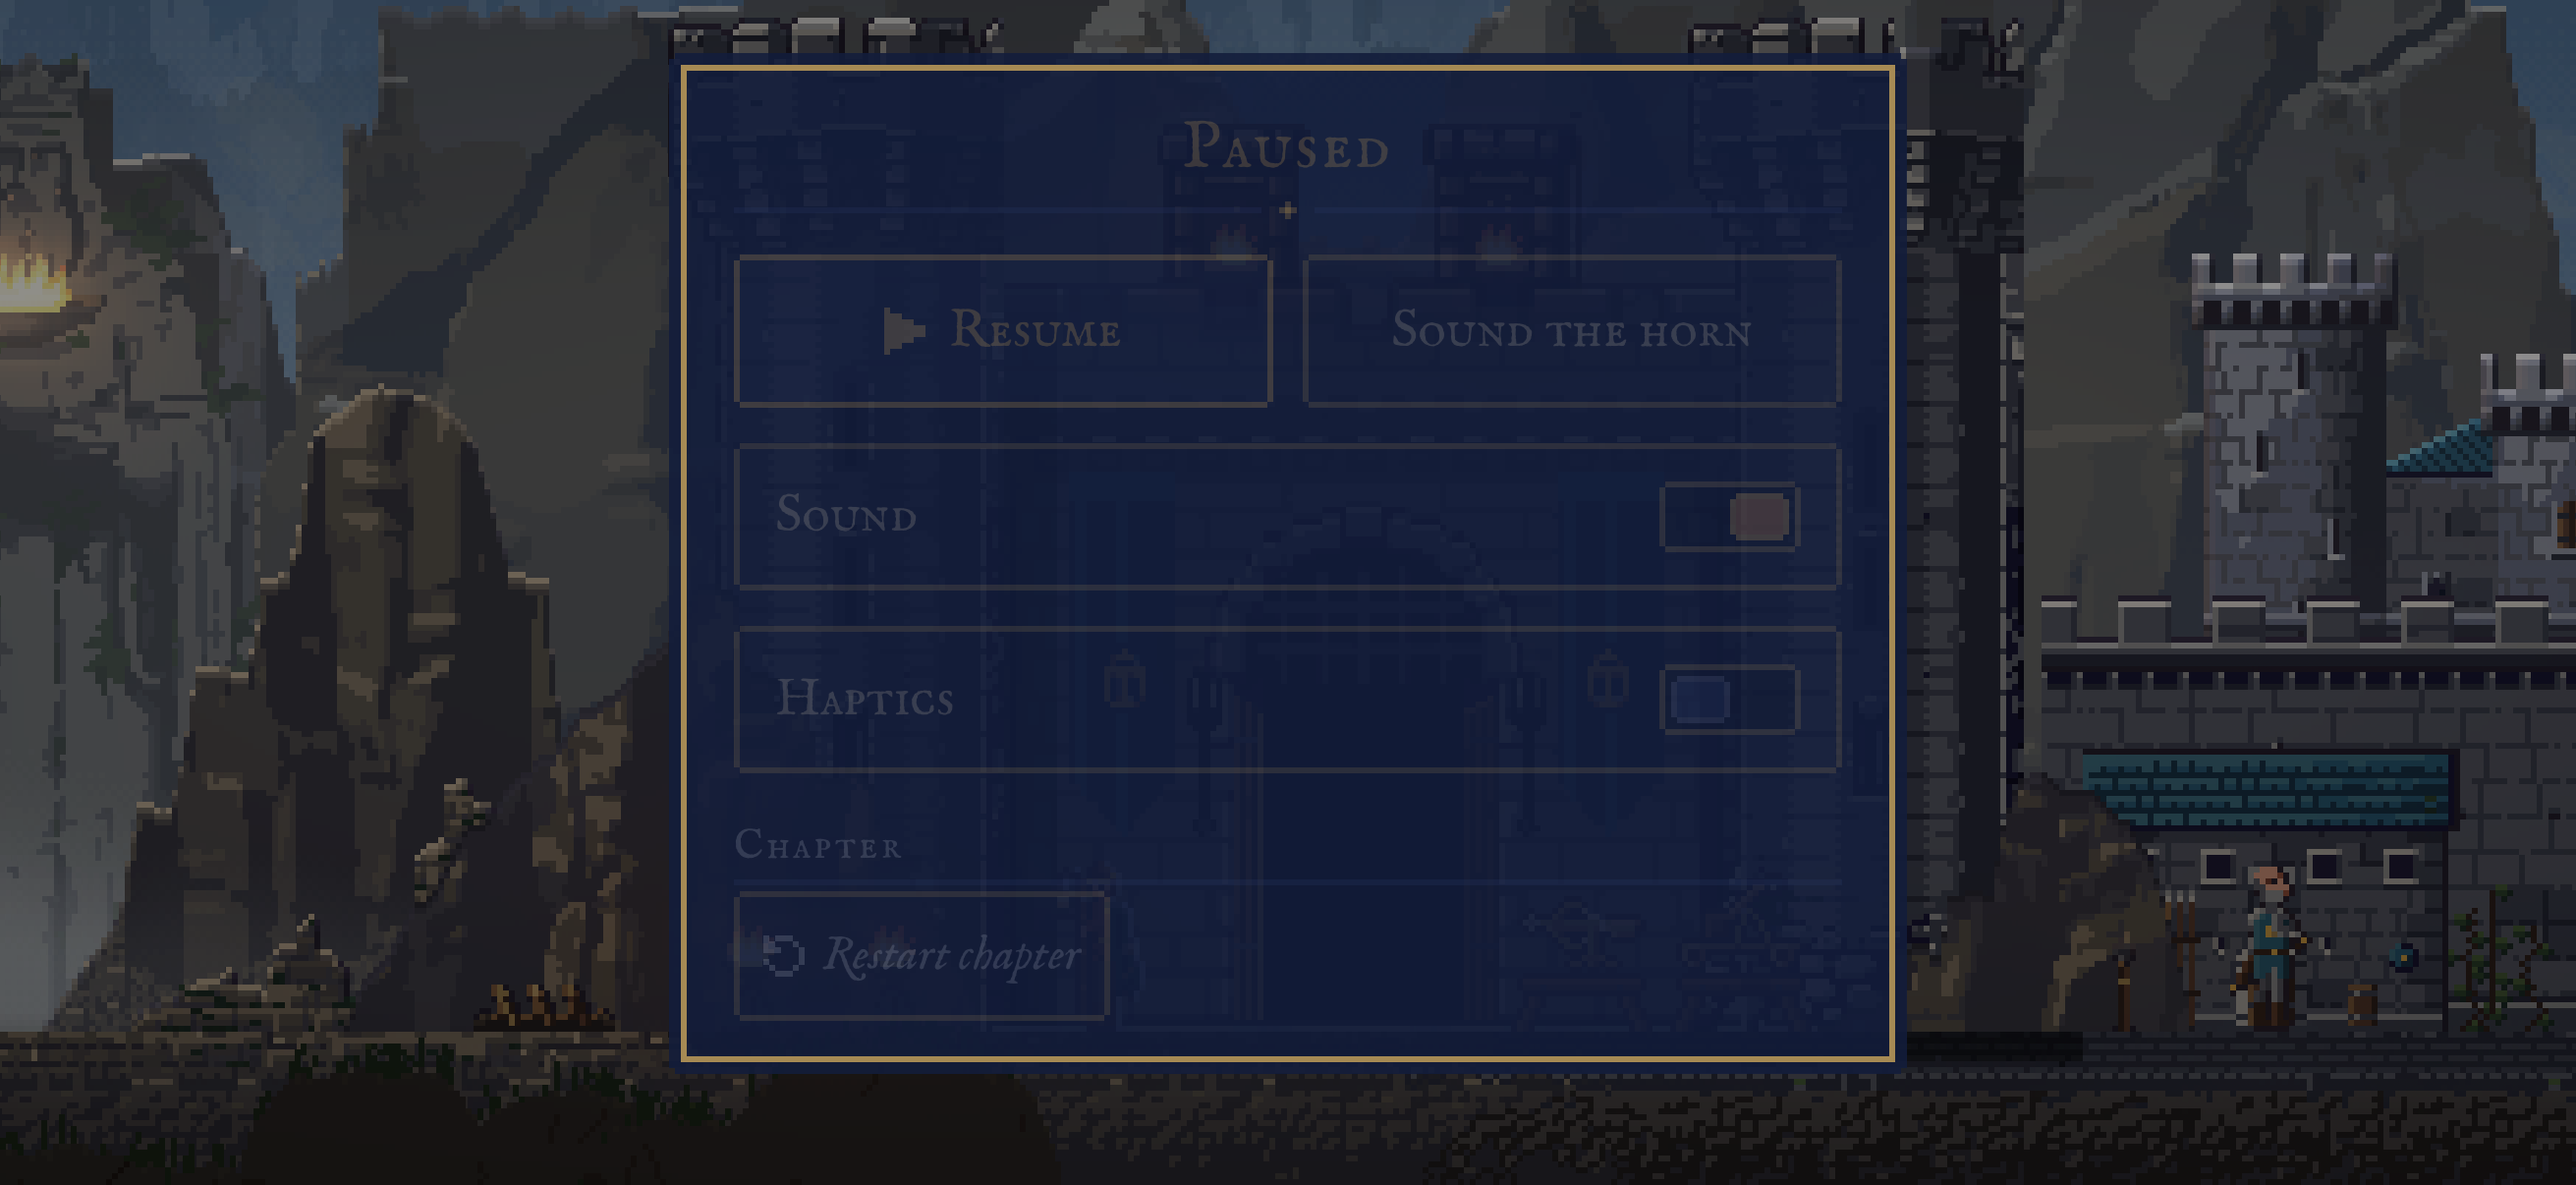 Paused
Resume
Sound the horn
Sound
Haptics
Chapter
Restart chapter